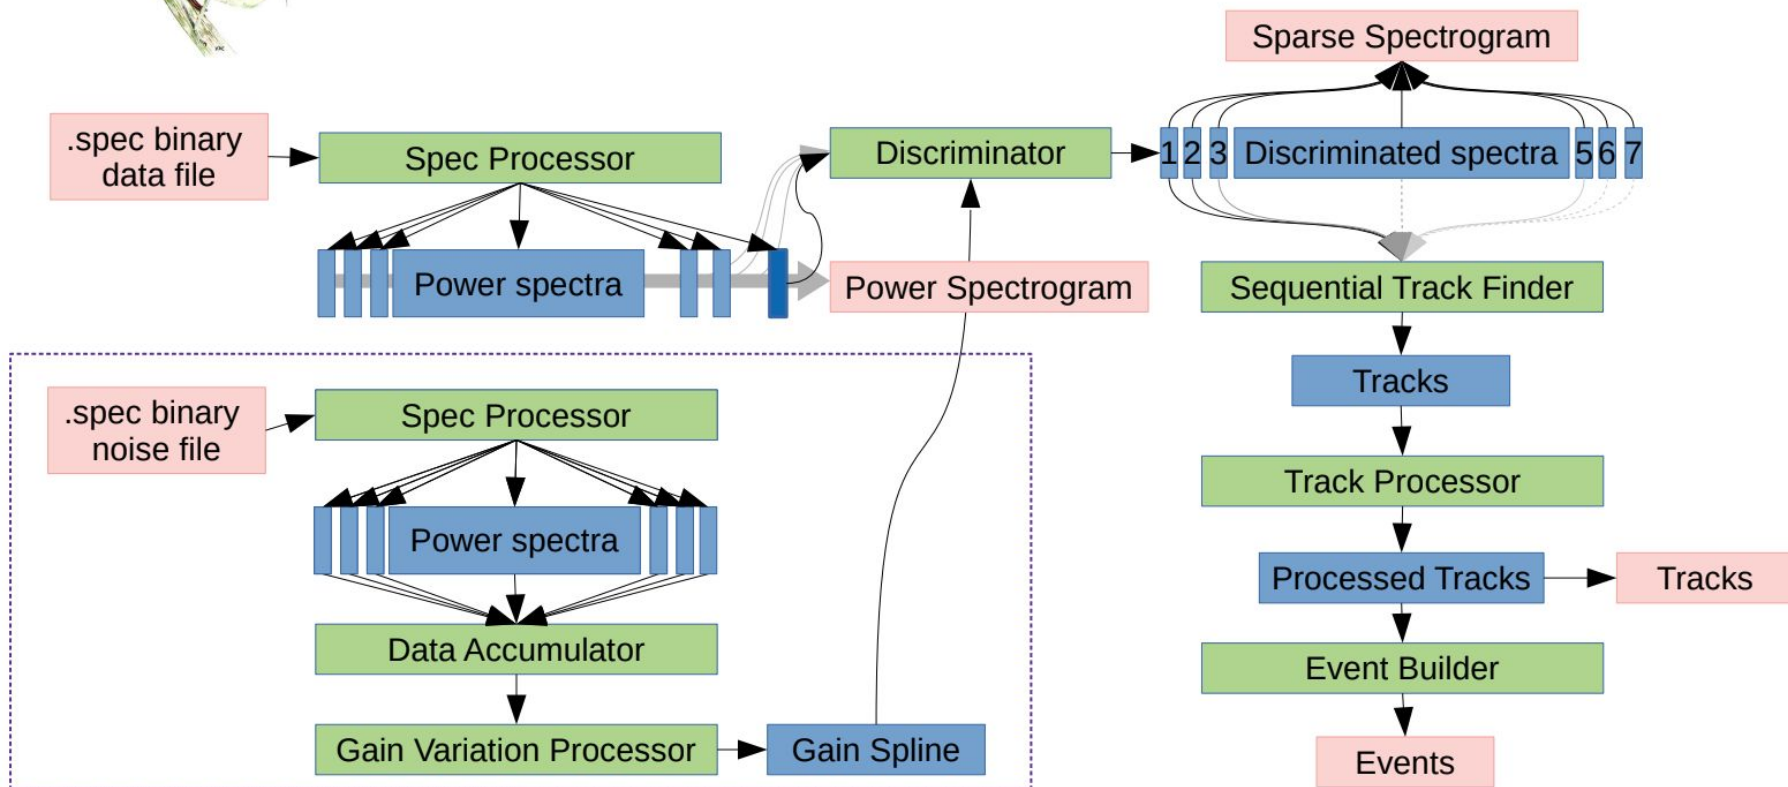 Sparse Spectrogram
.spec binary
data file
Spec Processor
Discriminator
1 2 3 Discriminated spectra 5 6 7
Power spectra
Power Spectrogram
Sequential Track Finder
Tracks
.spec binary
noise file
Spec Processor
Track Processor
Power spectra
Processed Tracks
Tracks
Data Accumulator
Event Builder
Gain Variation Processor
Gain Spline
Events